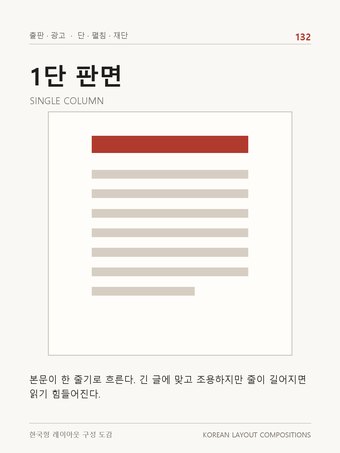 출판 · 광고 · 단 · 펼침 · 재단
132
1단 판면
SINGLE COLUMN
본문이 한 줄기로 흐른다. 긴 글에 맞고 조용하지만 줄이 길어지면
읽기 힘들어진다.
한국형 레이아웃 구성 도감
KOREAN LAYOUT COMPOSITIONS